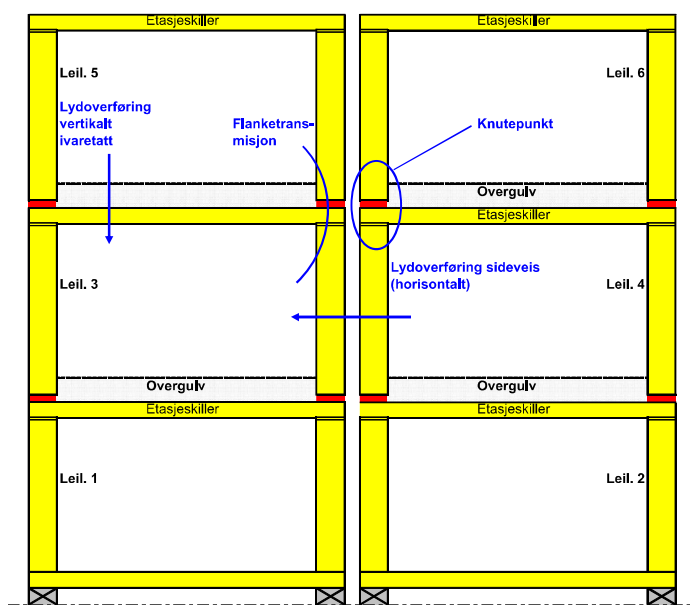 Etasjeskiller
Etasjeskiller
Leil. 5
Leil. 6
Lydoverføring
vertikalt
ivaretatt
Flanketrans-
misjon
Knutepunkt
Overgulv
Etasjeskiller
Lydoverføring sideveis
(horisontalt)
Leil. 3
Leil. 4
Overgulv
Overgulv
Etasjeskiller
Etasjeskiller
Leil. 1
Leil. 2